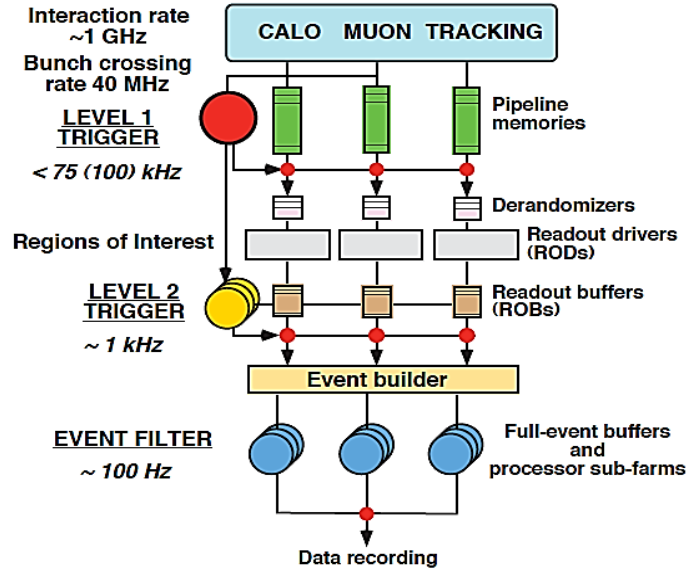 Interaction rate
~1 GHz
CALO MUON TRACKING
Bunch crossing
rate 40 MHz
LEVEL 1
TRIGGER
< 75 (100) kHz
Pipeline
memories
Derandomizers
Regions of Interest
Readout drivers
(RODs)
LEVEL 2
TRIGGER
~ 1 kHz
Readout buffers
(ROBs)
Event builder
EVENT FILTER
~ 100 Hz
Full-event buffers
and
processor sub-farms
Data recording